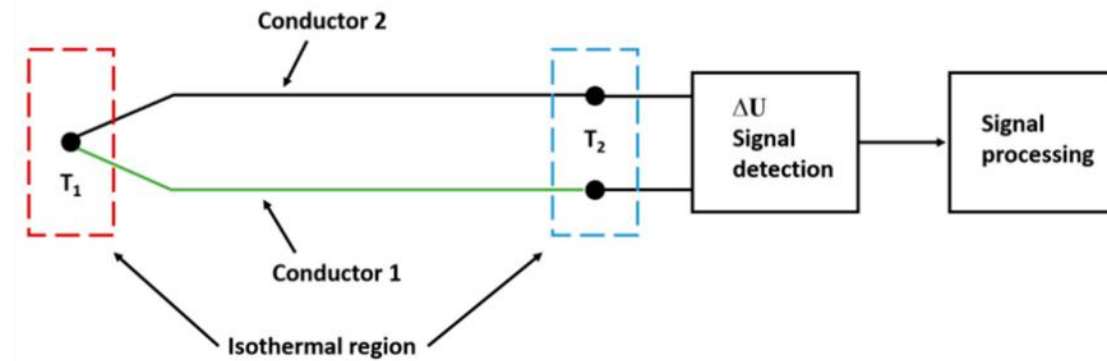 Conductor 2
T₁
T₂
ΔU
Signal
detection
Signal
processing
Conductor 1
Isothermal region